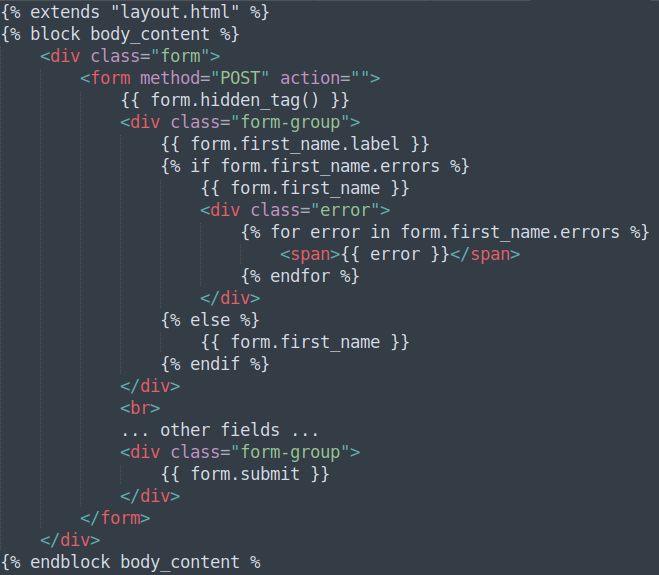 {% extends "layout.html" %}
{% block body_content %}
    <div class="form">
        <form method="POST" action="">
            {{ form.hidden_tag() }}
            <div class="form-group">
                {{ form.first_name.label }}
                {% if form.first_name.errors %}
                    {{ form.first_name }}
                    <div class="error">
                        {% for error in form.first_name.errors %}
                            <span>{{ error }}</span>
                        {% endfor %}
                    </div>
                {% else %}
                    {{ form.first_name }}
                {% endif %}
            </div>
            <br>
            ... other fields ...
            <div class="form-group">
                {{ form.submit }}
            </div>
        </form>
    </div>
{% endblock body_content %